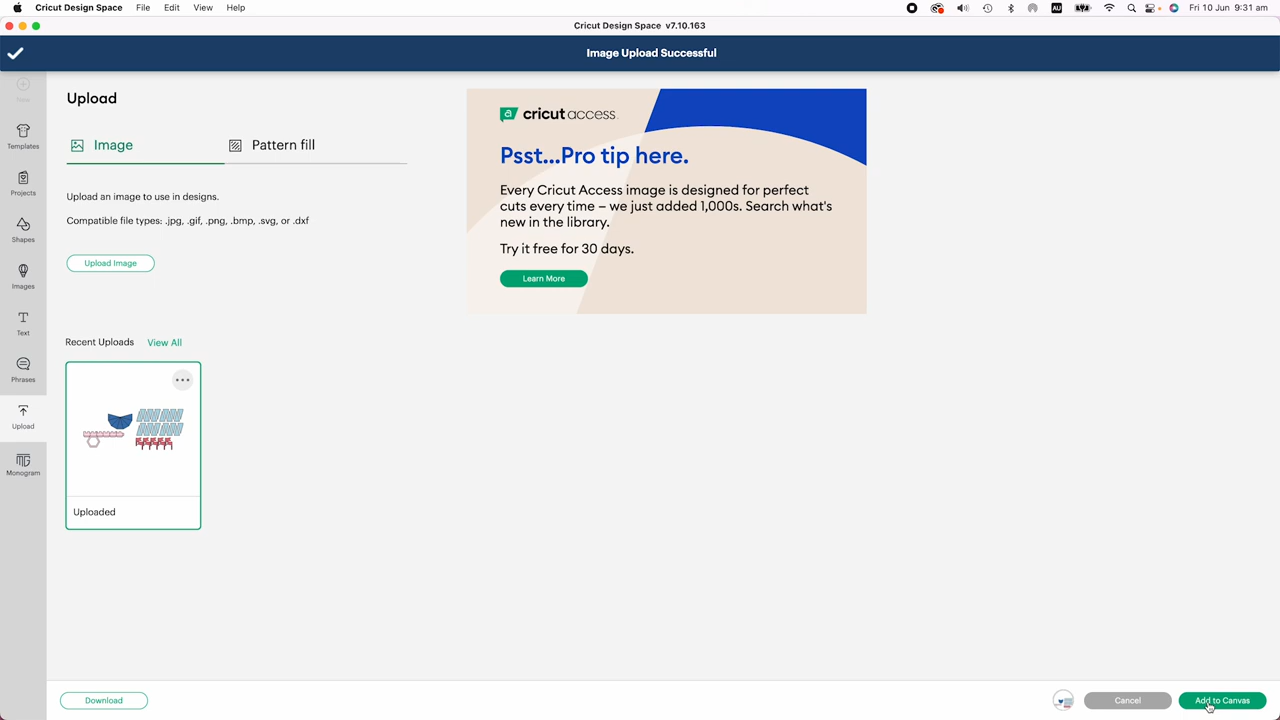 Cricut Design Space File Edit View Help
AU
Fri 10 Jun 9:31 am
Cricut Design Space v7.10.163
Image Upload Successful
New
Templates
Projects
Shapes
Images
Text
Phrases
Upload
Monogram
Upload
Image
Pattern fill
Upload an image to use in designs.
Compatible file types: .jpg, .gif, .png, .bmp, .svg, or .dxf
Upload Image
Recent Uploads View All
Uploaded
a cricut access.
Psst...Pro tip here.
Every Cricut Access image is designed for perfect
cuts every time – we just added 1,000s. Search what's
new in the library.
Try it free for 30 days.
Learn More
Download
Cancel
Add to Canvas